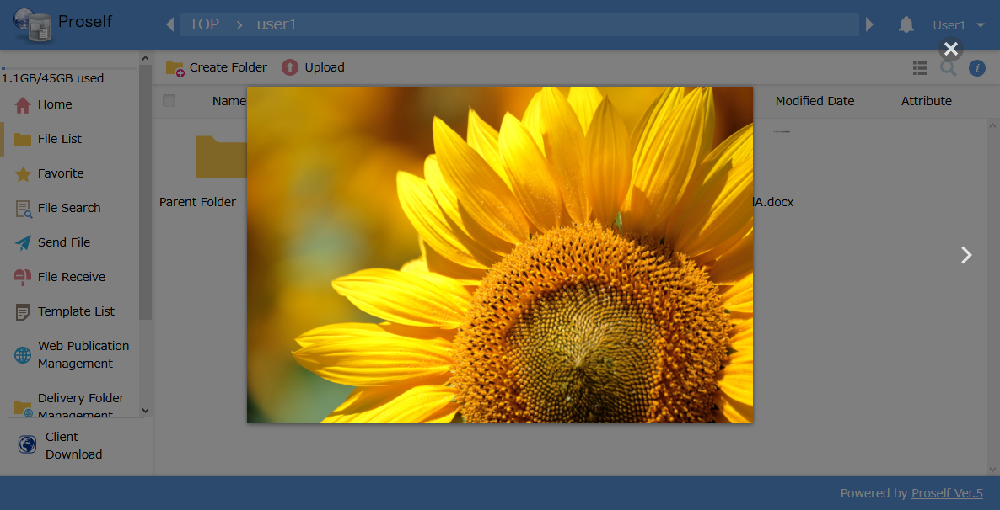 Proself
TOP > user1
User1
1.1GB/45GB used
Home
File List
Favorite
File Search
Send File
File Receive
Template List
Web Publication
Management
Delivery Folder
Management
Client
Download
Create Folder
Upload
Name
Modified Date
Attribute
Parent Folder
A.docx
Powered by Proself Ver.5